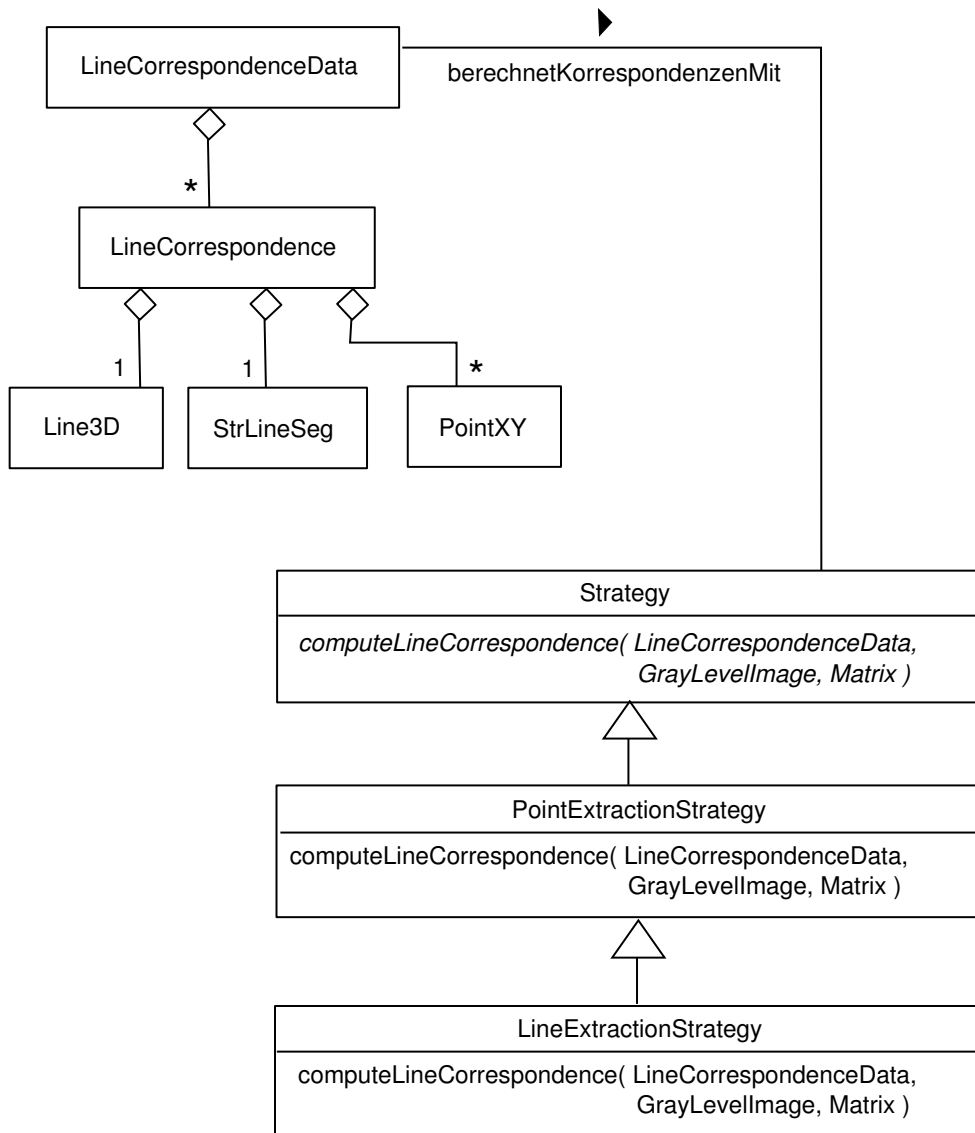 LineCorrespondenceData
berechnetKorrespondenzenMit
*
LineCorrespondence
1
1
*
Line3D
StrLineSeg
PointXY
Strategy
computeLineCorrespondence( LineCorrespondenceData,
GrayLevelImage, Matrix )
PointExtractionStrategy
computeLineCorrespondence( LineCorrespondenceData,
GrayLevelImage, Matrix )
LineExtractionStrategy
computeLineCorrespondence( LineCorrespondenceData,
GrayLevelImage, Matrix )